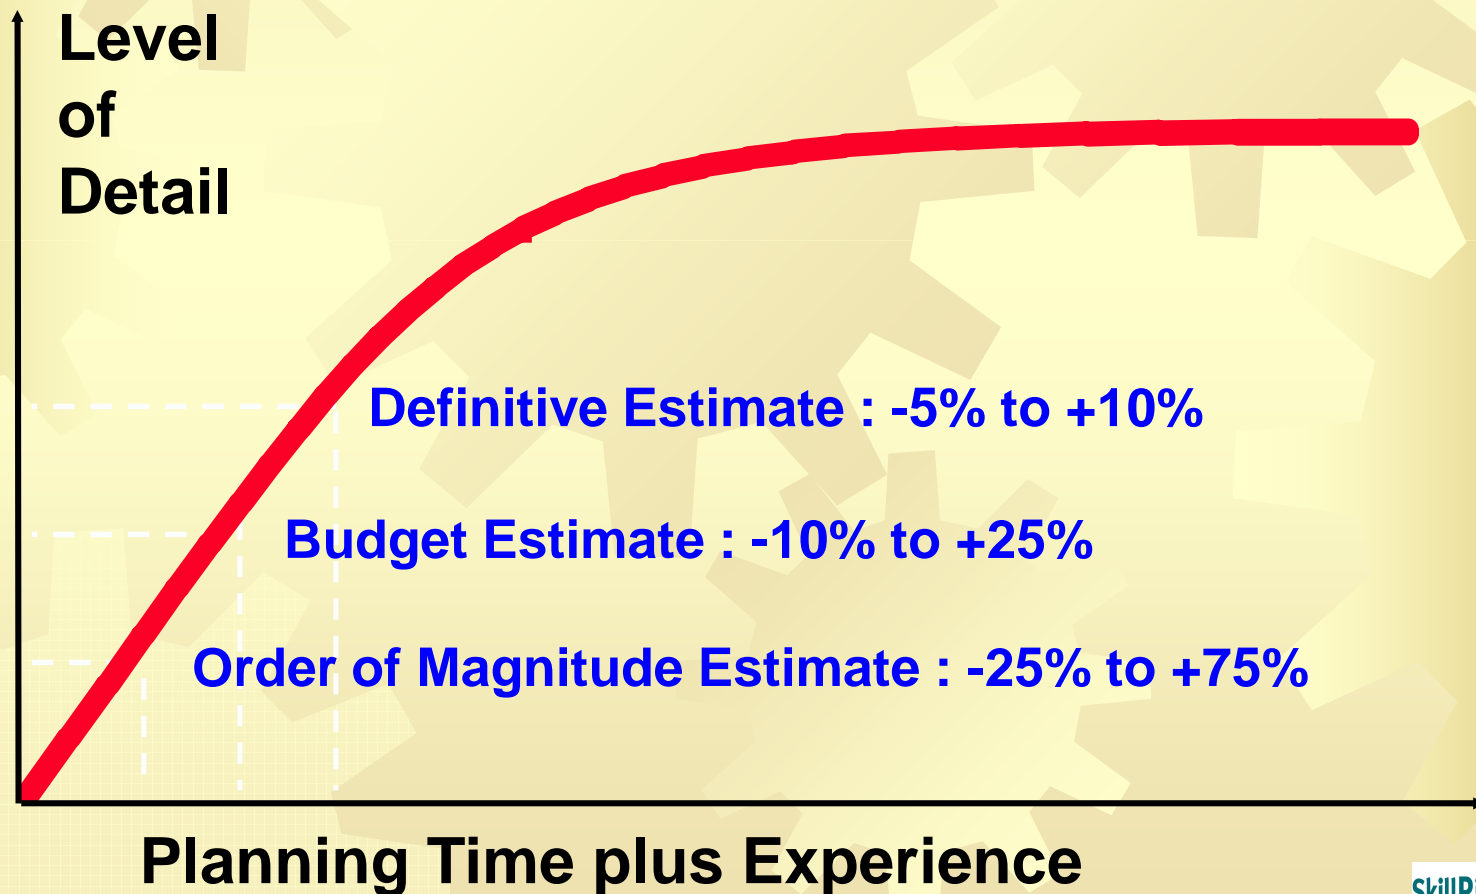 Level
of
Detail
Definitive Estimate : -5% to +10%
Budget Estimate : -10% to +25%
Order of Magnitude Estimate : -25% to +75%
Planning Time plus Experience